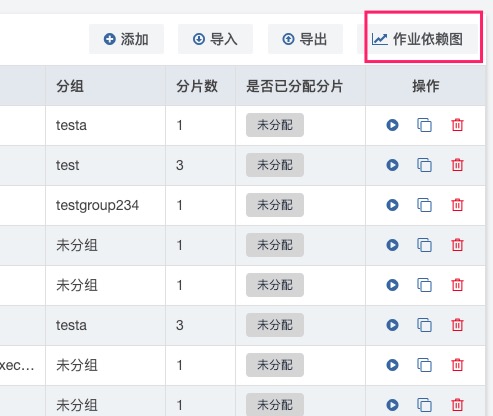 添加 导入 导出 作业依赖图
分组 分片数 是否已分配分片 操作
testa 1 未分配
test 3 未分配
testgroup234 1 未分配
未分组 1 未分配
未分组 1 未分配
testa 3 未分配
xec... 未分组 1 未分配
未分组 1 未分配